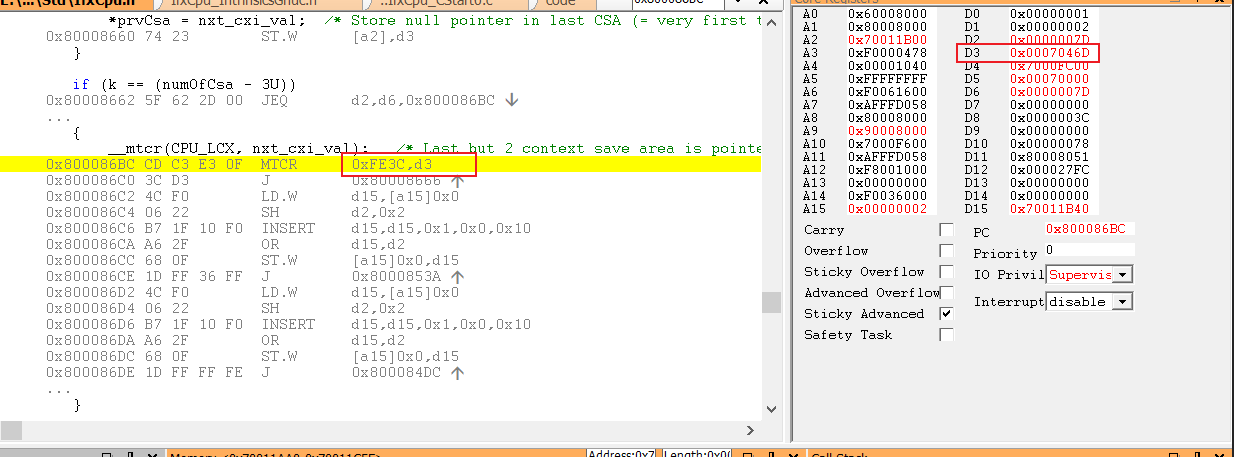 IfxCpu_IntrinsicsGnuc.h
..IfxCpu_CStart0.c
code
0x800086BC
Core Registers
*prvCsa = nxt_cxi_val;  /* Store null pointer in last CSA (= very first t
0x80008660 74 23 ST.W [a2],d3
}
if (k == (numOfCsa - 3U))
0x80008662 5F 62 2D 00 JEQ d2,d6,0x800086BC ↓
...
{
__mtcr(CPU_LCX, nxt_cxi_val);   /* Last but 2 context save area is pointe
0x800086BC CD C3 E3 0F MTCR 0xFE3C,d3
0x800086C0 3C D3 J 0x80008666 ↑
0x800086C2 4C F0 LD.W d15,[a15]0x0
0x800086C4 06 22 SH d2,0x2
0x800086C6 B7 1F 10 F0 INSERT d15,d15,0x1,0x0,0x10
0x800086CA A6 2F OR d15,d2
0x800086CC 68 0F ST.W [a15]0x0,d15
0x800086CE 1D FF 36 FF J 0x8000853A ↑
0x800086D2 4C F0 LD.W d15,[a15]0x0
0x800086D4 06 22 SH d2,0x2
0x800086D6 B7 1F 10 F0 INSERT d15,d15,0x1,0x0,0x10
0x800086DA A6 2F OR d15,d2
0x800086DC 68 0F ST.W [a15]0x0,d15
0x800086DE 1D FF FF FE J 0x800084DC ↑
...
}
A0 0x60008000 D0 0x00000001
A1 0x80008000 D1 0x00000002
A2 0x70011B00 D2 0x0000007D
A3 0xF0000478 D3 0x0007046D
A4 0x00001040 D4 0x7000FC00
A5 0xFFFFFFFF D5 0x00070000
A6 0xF0061600 D6 0x0000007D
A7 0xAFFFD058 D7 0x00000000
A8 0x80008000 D8 0x0000003C
A9 0x90008000 D9 0x00000000
A10 0x7000F600 D10 0x00000078
A11 0xAFFFD058 D11 0x80008051
A12 0xF8001000 D12 0x000027FC
A13 0x00000000 D13 0x00000000
A14 0xF0036000 D14 0x00000000
A15 0x00000002 D15 0x70011B40
Carry PC 0x800086BC
Overflow Priority 0
Sticky Overflow IO Privil Supervis
Advanced Overflow Interrupt disable
Sticky Advanced
Safety Task
Memory <0x70011AA0-0x70011CFF>
Address:0x7
Length:0x00
Call Stack